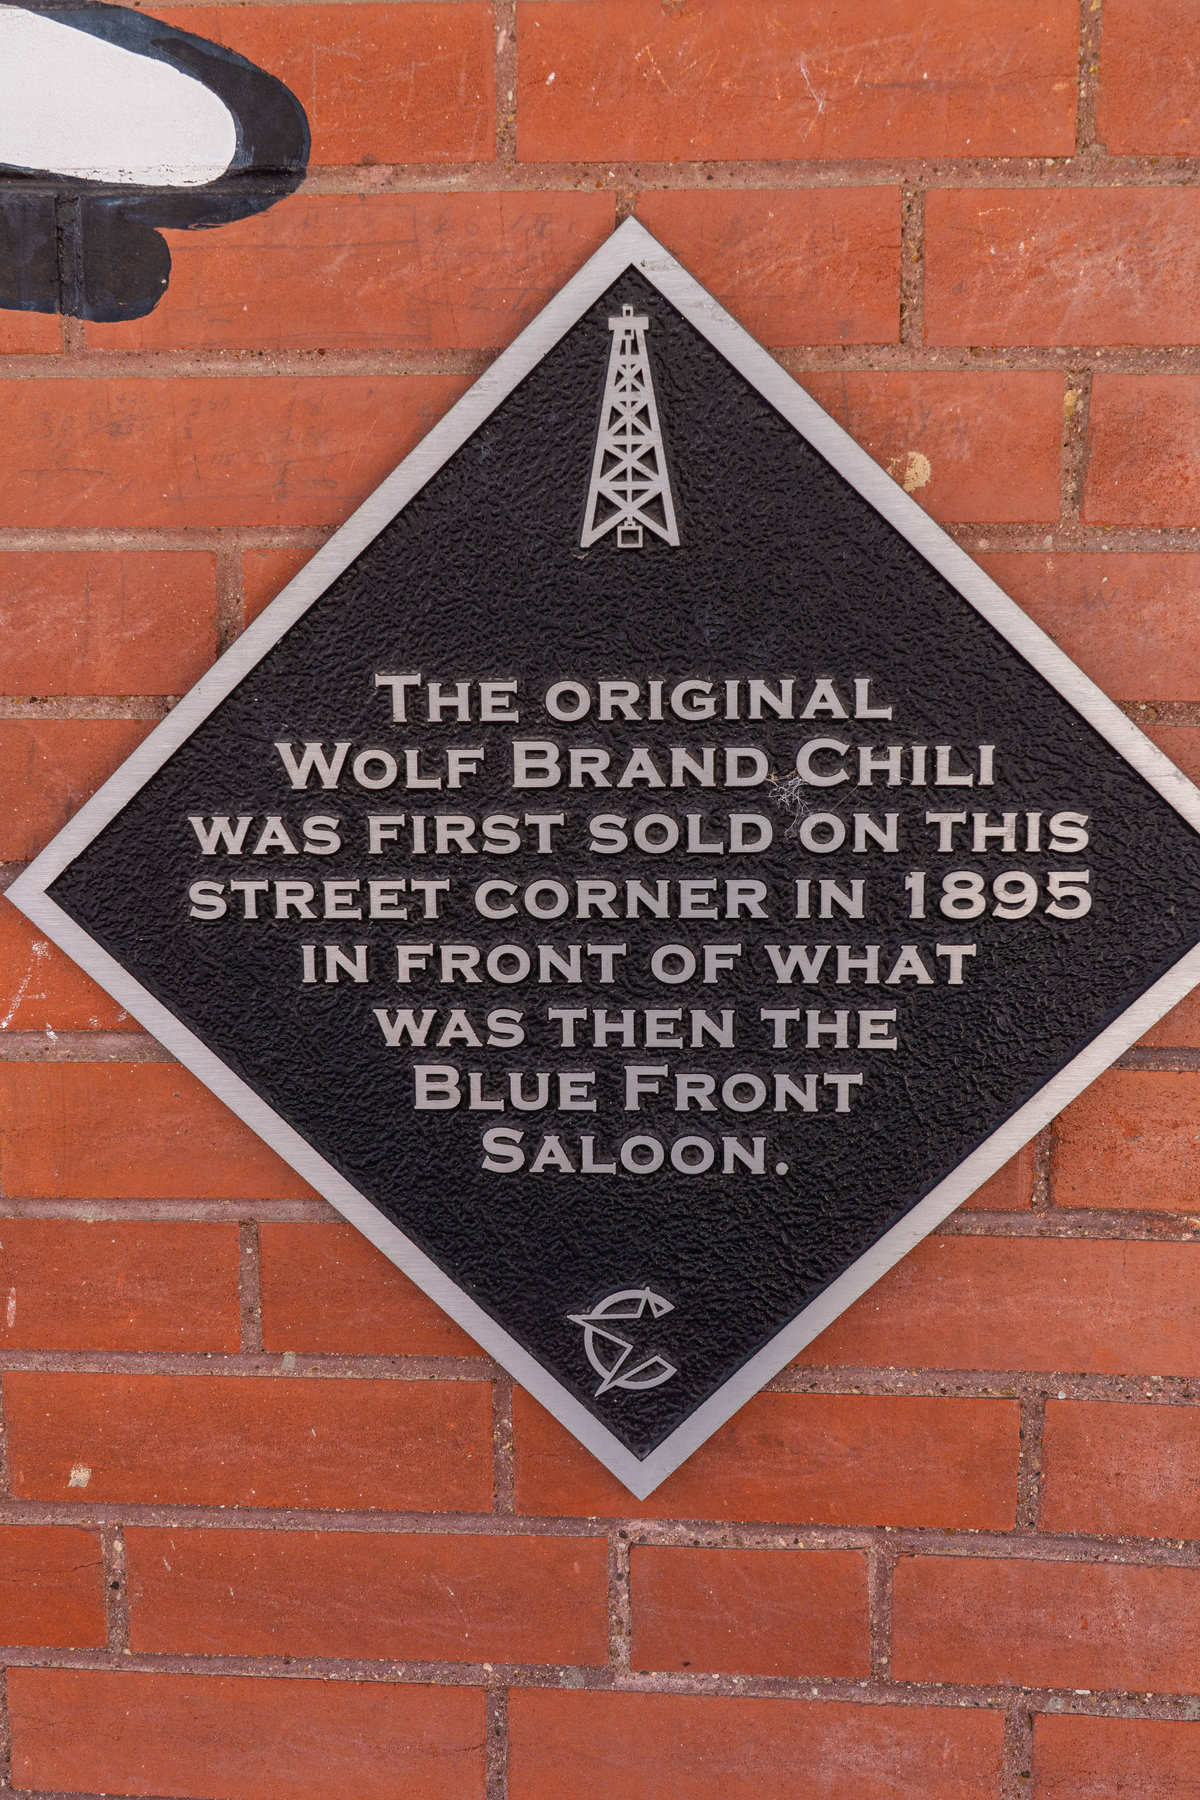 The original
Wolf Brand Chili
was first sold on this
street corner in 1895
in front of what
was then the
Blue Front
Saloon.